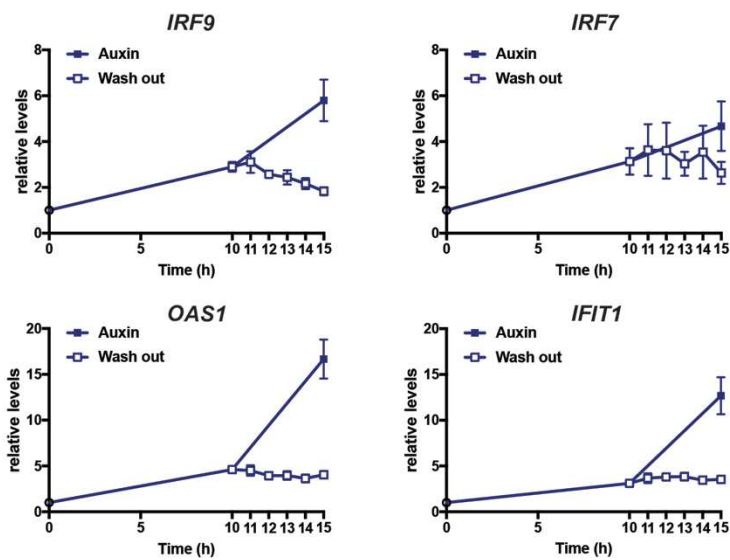 IRF9
Auxin
Wash out
relative levels
8
6
4
2
0
0 5 10 11 12 13 14 15
Time (h)
IRF7
Auxin
Wash out
relative levels
8
6
4
2
0
0 5 10 11 12 13 14 15
Time (h)
OAS1
Auxin
Wash out
relative levels
20
15
10
5
0
0 5 10 11 12 13 14 15
Time (h)
IFIT1
Auxin
Wash out
relative levels
20
15
10
5
0
0 5 10 11 12 13 14 15
Time (h)